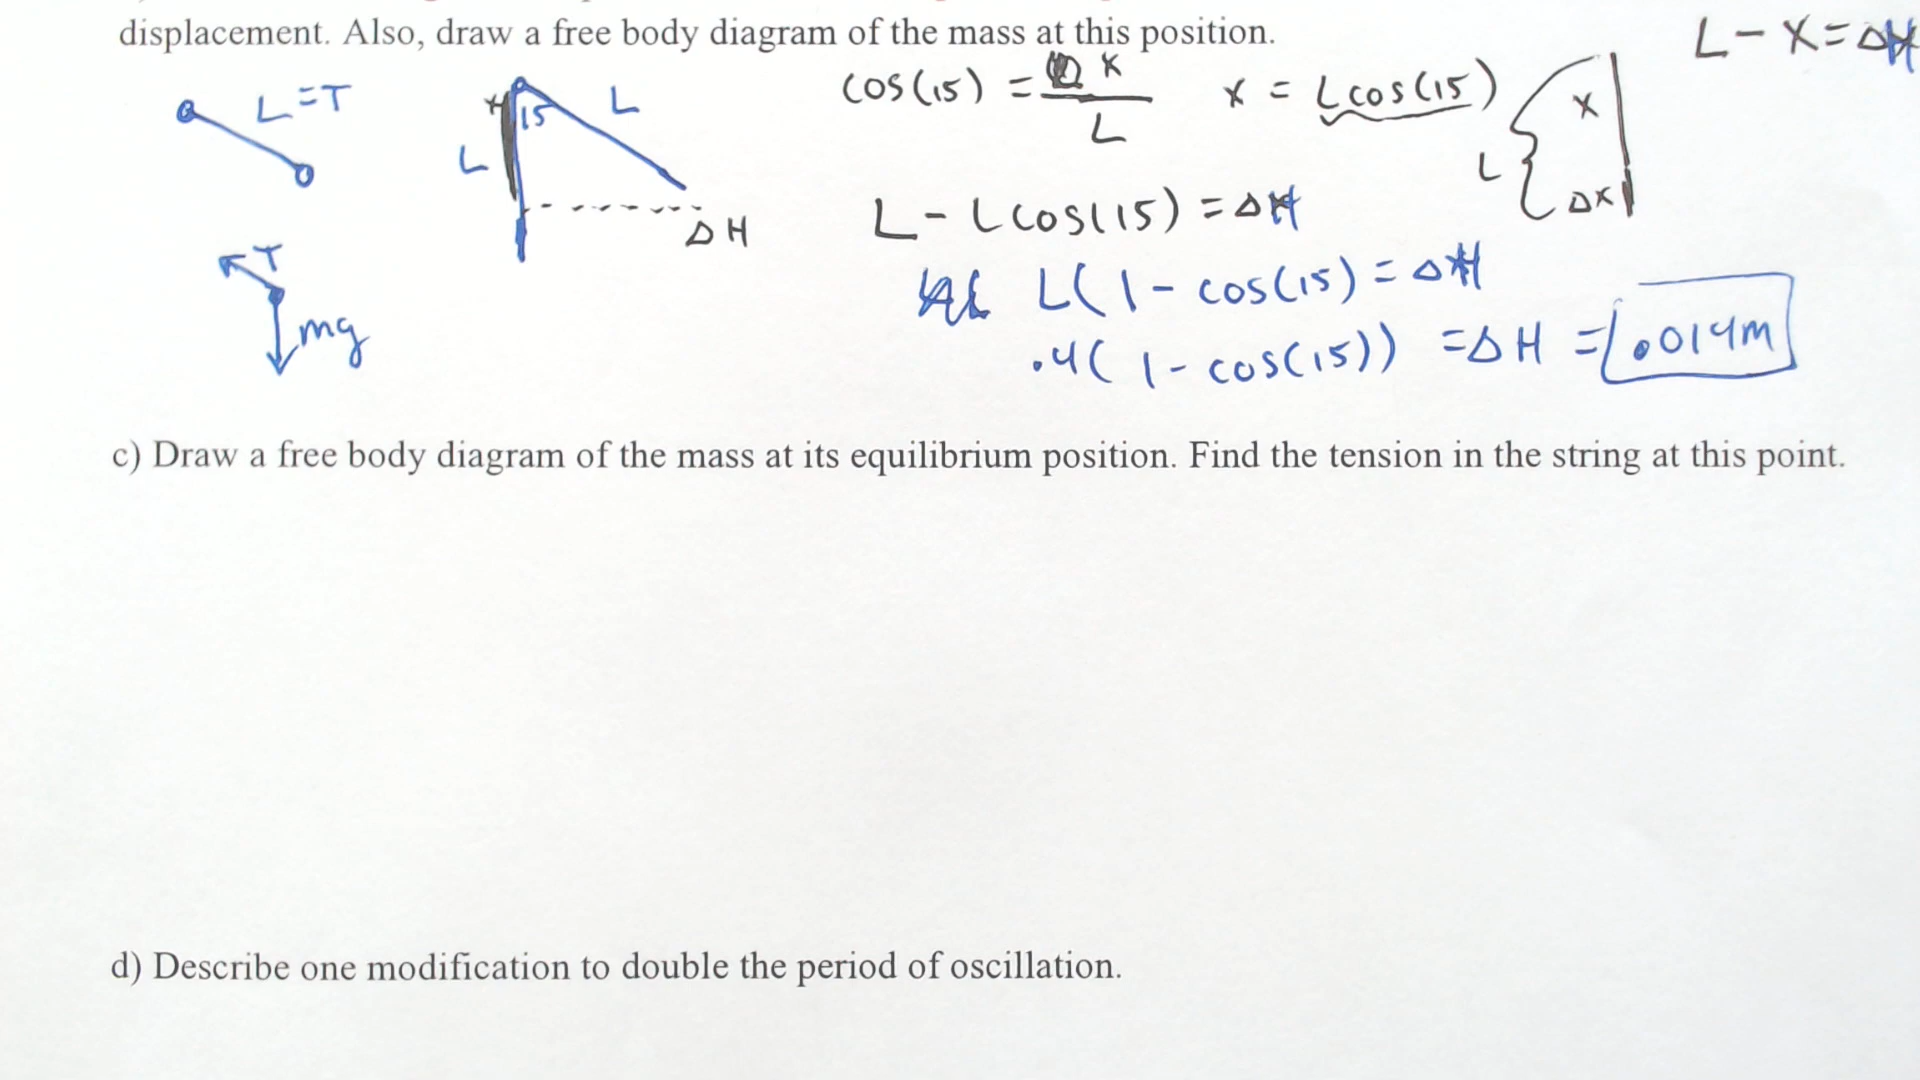 displacement. Also, draw a free body diagram of the mass at this position.
L - X = ΔH
L = T
15
L
L
ΔH
cos(15) = x / L
x = L cos(15)
x
L
Δx
L - L cos(15) = ΔH
L(1 - cos(15) = ΔH
.4(1 - cos(15)) = ΔH = .014m
T
mg
c) Draw a free body diagram of the mass at its equilibrium position. Find the tension in the string at this point.
d) Describe one modification to double the period of oscillation.